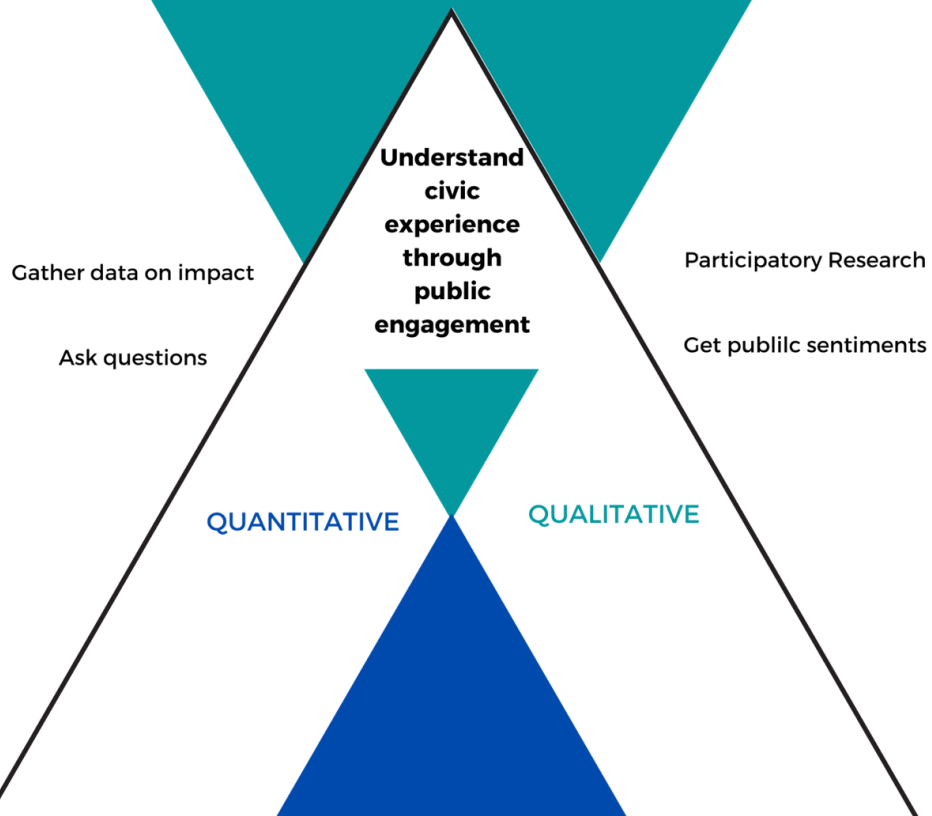 Understand
civic
experience
through
public
engagement
Gather data on impact
Ask questions
Participatory Research
Get publilc sentiments
QUANTITATIVE
QUALITATIVE